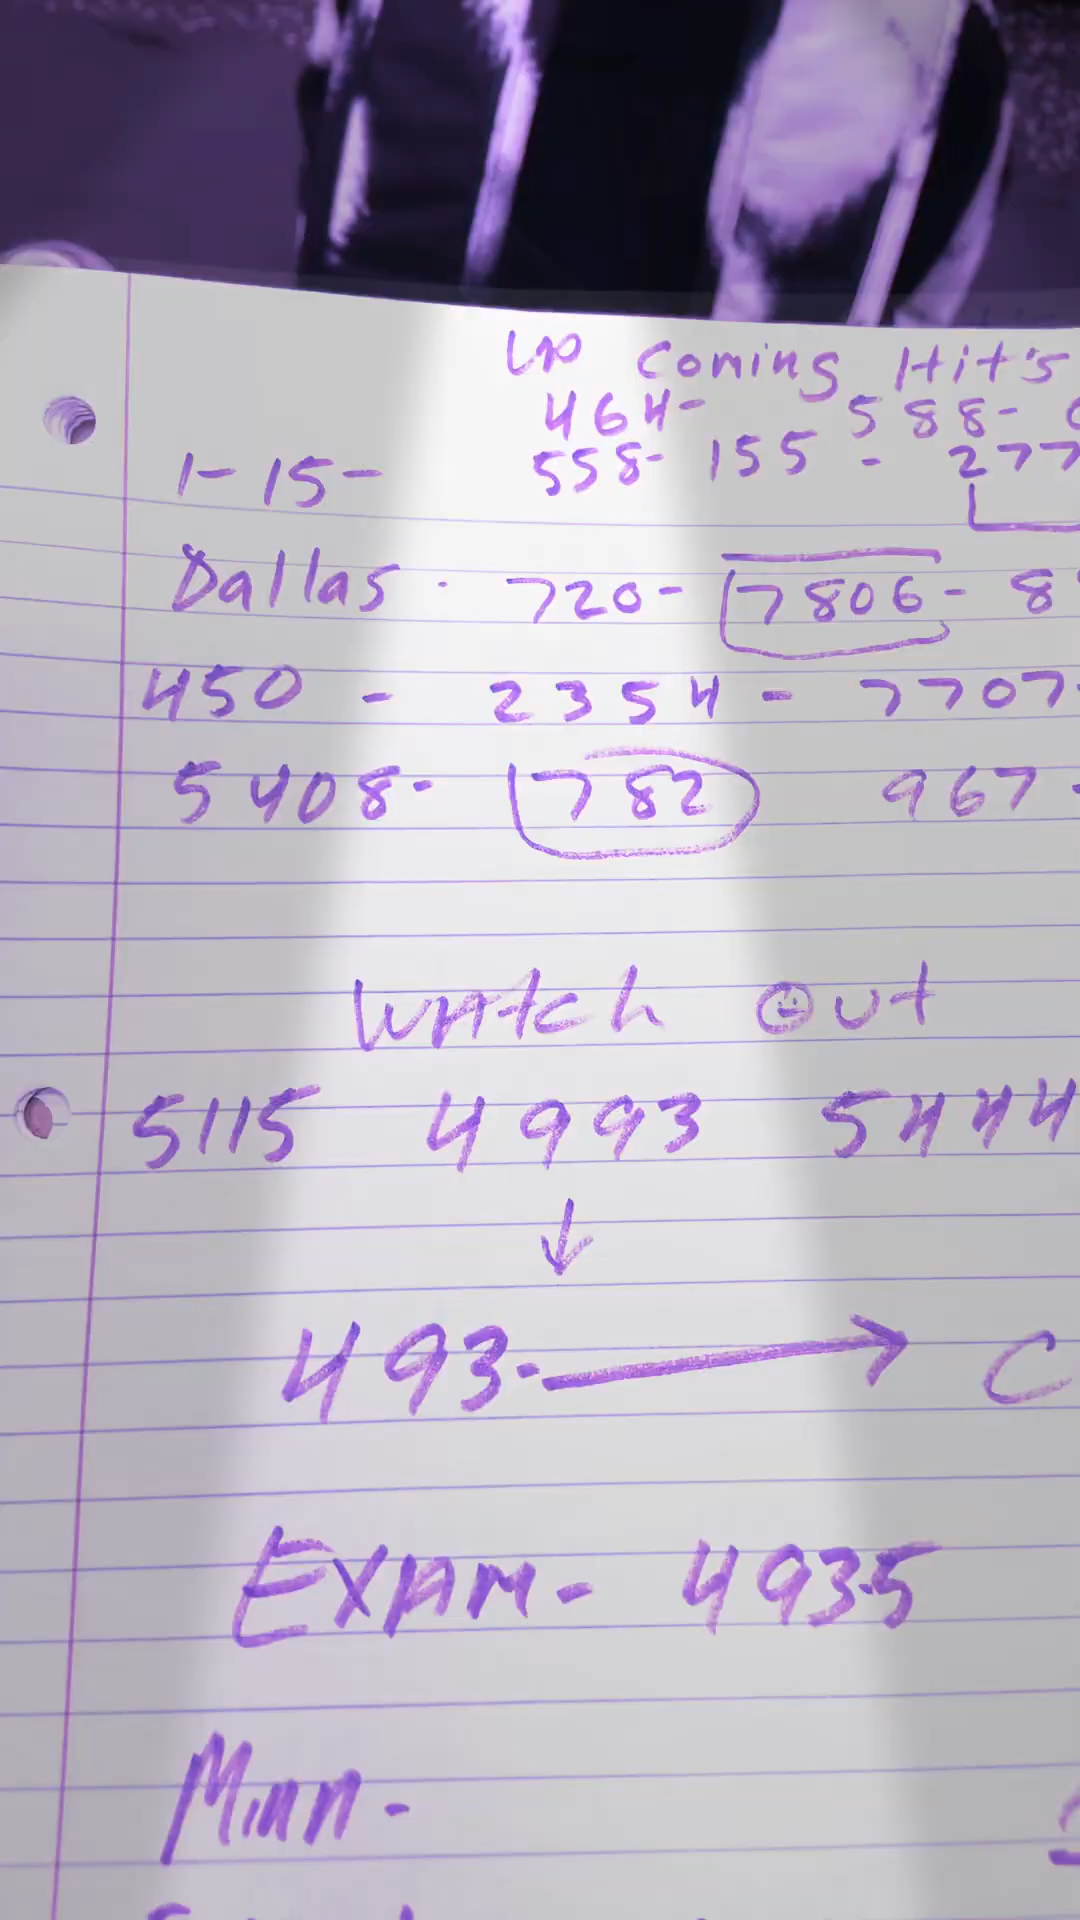 Up Coming Hit's
464- 588-
1-15- 558- 155 - 277
Dallas - 720- 7806- 8
450 - 2354 - 7707-
5408- 782 967-
Watch Out
5115 4993 5444
↓
493-→ C
EXAM- 4935
Minn-